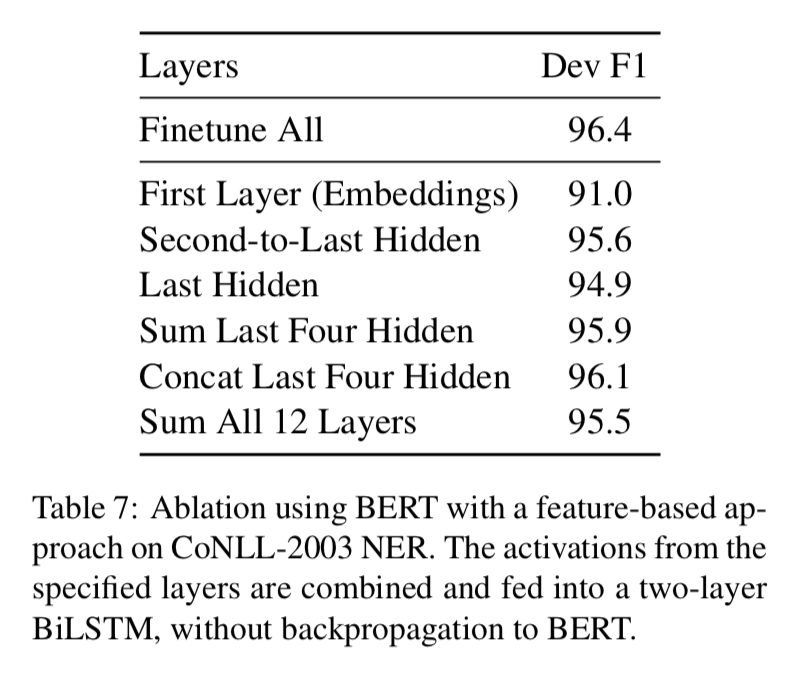 Layers Dev F1
Finetune All 96.4
First Layer (Embeddings) 91.0
Second-to-Last Hidden 95.6
Last Hidden 94.9
Sum Last Four Hidden 95.9
Concat Last Four Hidden 96.1
Sum All 12 Layers 95.5
Table 7: Ablation using BERT with a feature-based ap-
proach on CoNLL-2003 NER. The activations from the
specified layers are combined and fed into a two-layer
BiLSTM, without backpropagation to BERT.